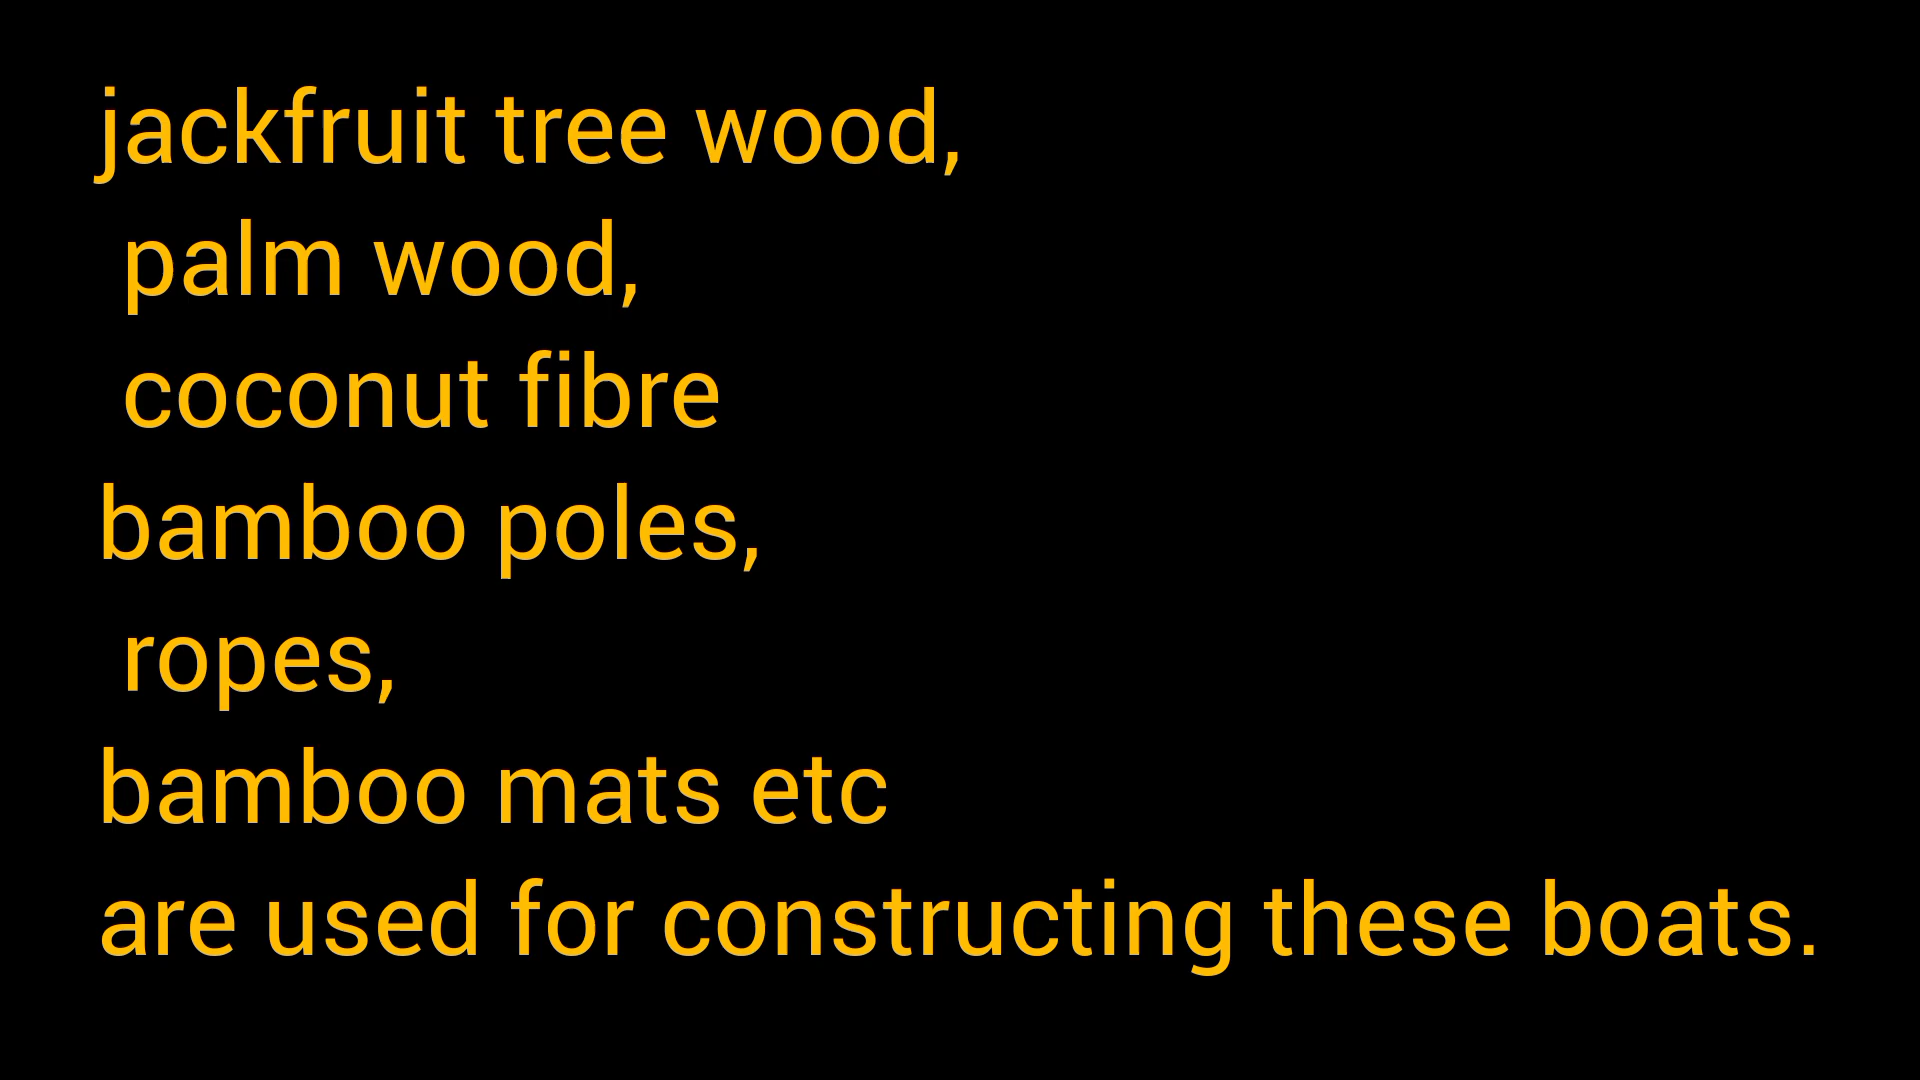 jackfruit tree wood,
palm wood,
coconut fibre
bamboo poles,
ropes,
bamboo mats etc
are used for constructing these boats.